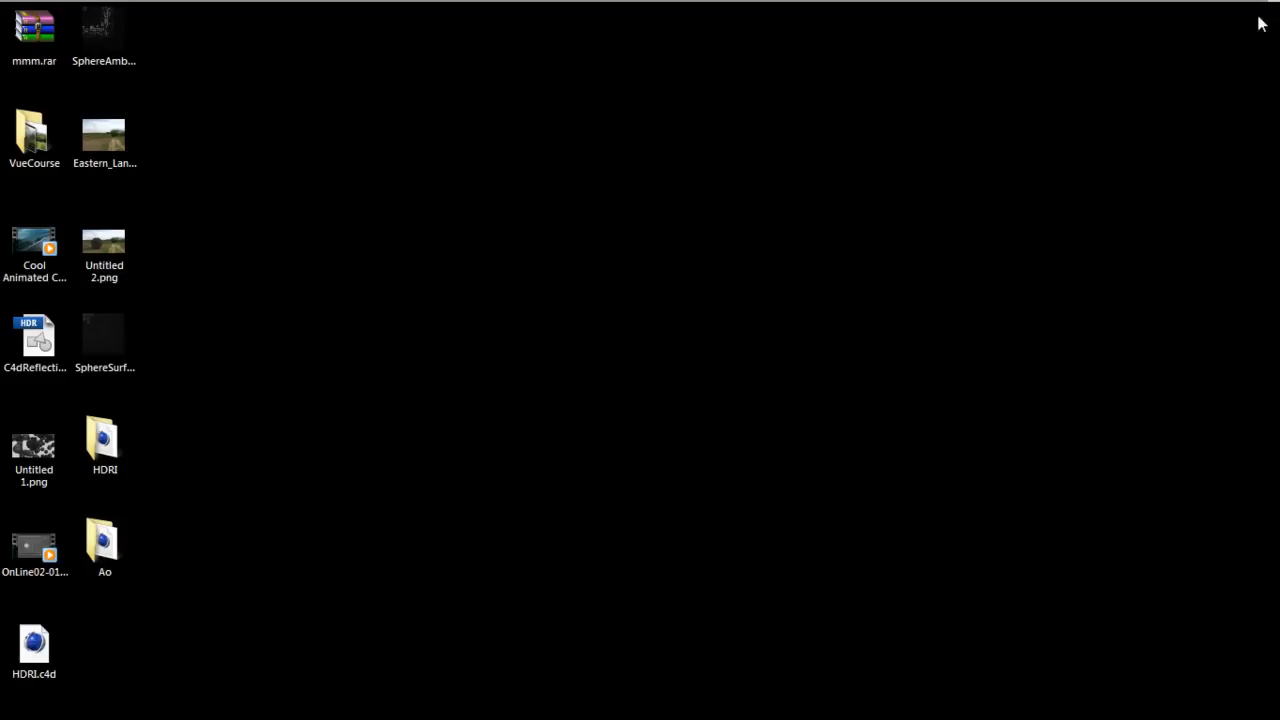 mmm.rar
SphereAmb...
VueCourse
Eastern_Lan...
Cool
Animated C...
Untitled
2.png
HDR
C4dReflecti...
SphereSurf...
Untitled
1.png
HDRI
OnLine02-01...
Ao
HDRI.c4d